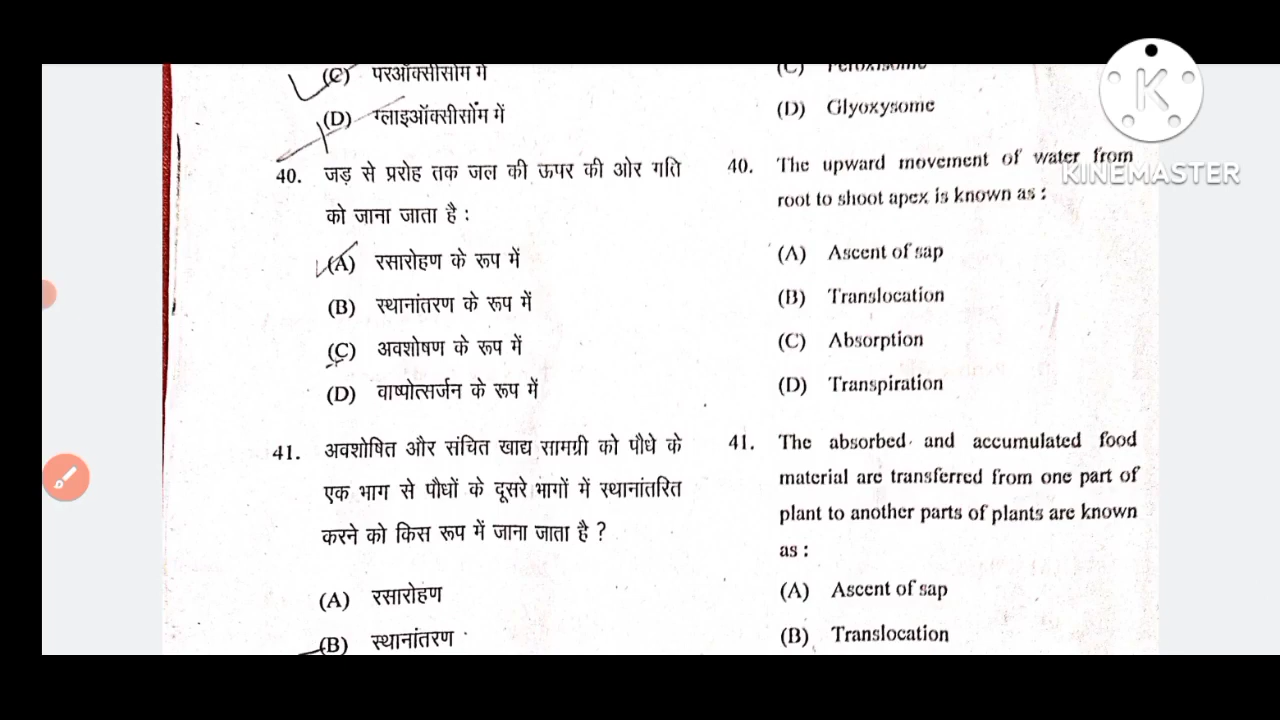 (C) परऑक्सीसोम में
(D) ग्लाइऑक्सीसोम में
40. जड़ से प्ररोह तक जल की ऊपर की ओर गति
को जाना जाता है :
(A) रसारोहण के रूप में
(B) स्थानांतरण के रूप में
(C) अवशोषण के रूप में
(D) वाष्पोत्सर्जन के रूप में
41. अवशोषित और संचित खाद्य सामग्री को पौधे के
एक भाग से पौधों के दूसरे भागों में स्थानांतरित
करने को किस रूप में जाना जाता है ?
(A) रसारोहण
(B) स्थानांतरण
(C) Peroxisome
(D) Glyoxysome
40. The upward movement of water from
root to shoot apex is known as :
(A) Ascent of sap
(B) Translocation
(C) Absorption
(D) Transpiration
41. The absorbed and accumulated food
material are transferred from one part of
plant to another parts of plants are known
as :
(A) Ascent of sap
(B) Translocation
K
KINEMASTER